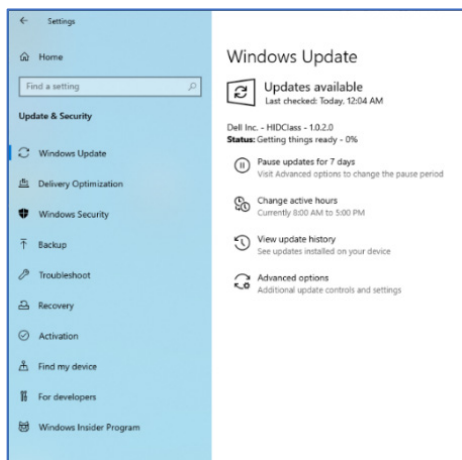 Settings
Home
Find a setting
Update & Security
Windows Update
Delivery Optimization
Windows Security
Backup
Troubleshoot
Recovery
Activation
Find my device
For developers
Windows Insider Program
Windows Update
Updates available
Last checked: Today, 12:04 AM
Dell Inc. - HIDClass - 1.0.2.0
Status: Getting things ready - 0%
Pause updates for 7 days
Visit Advanced options to change the pause period
Change active hours
Currently 8:00 AM to 5:00 PM
View update history
See updates installed on your device
Advanced options
Additional update controls and settings